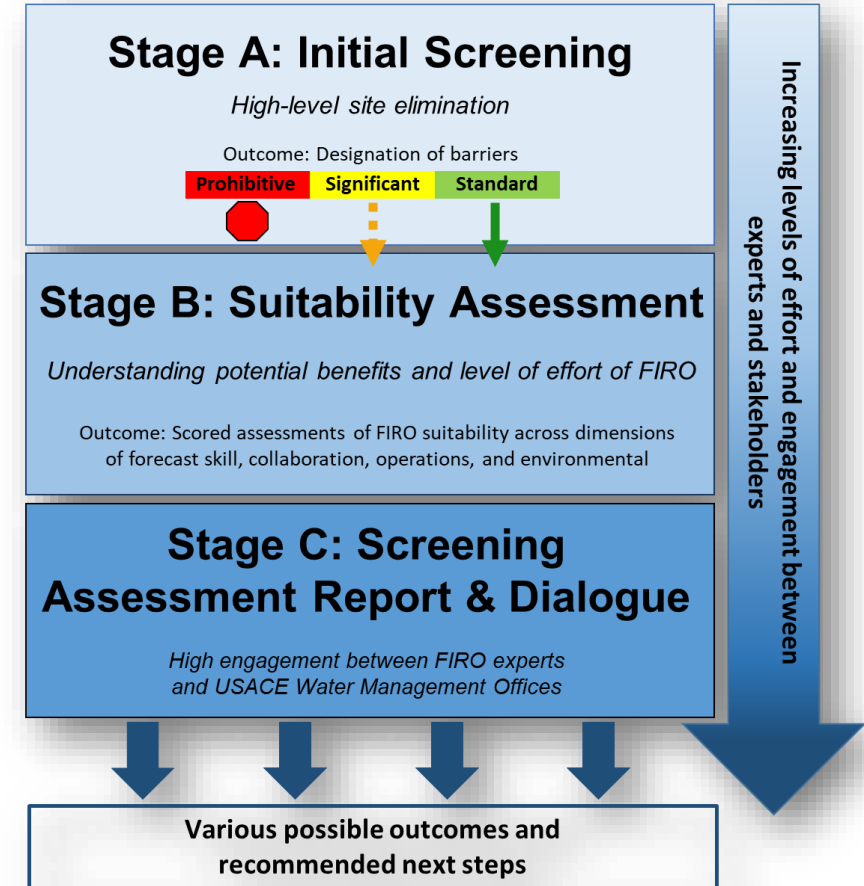 Stage A: Initial Screening
High-level site elimination
Outcome: Designation of barriers
Prohibitive Significant Standard
Stage B: Suitability Assessment
Understanding potential benefits and level of effort of FIRO
Outcome: Scored assessments of FIRO suitability across dimensions
of forecast skill, collaboration, operations, and environmental
Stage C: Screening
Assessment Report & Dialogue
High engagement between FIRO experts
and USACE Water Management Offices
Various possible outcomes and
recommended next steps
Increasing levels of effort and engagement between
experts and stakeholders